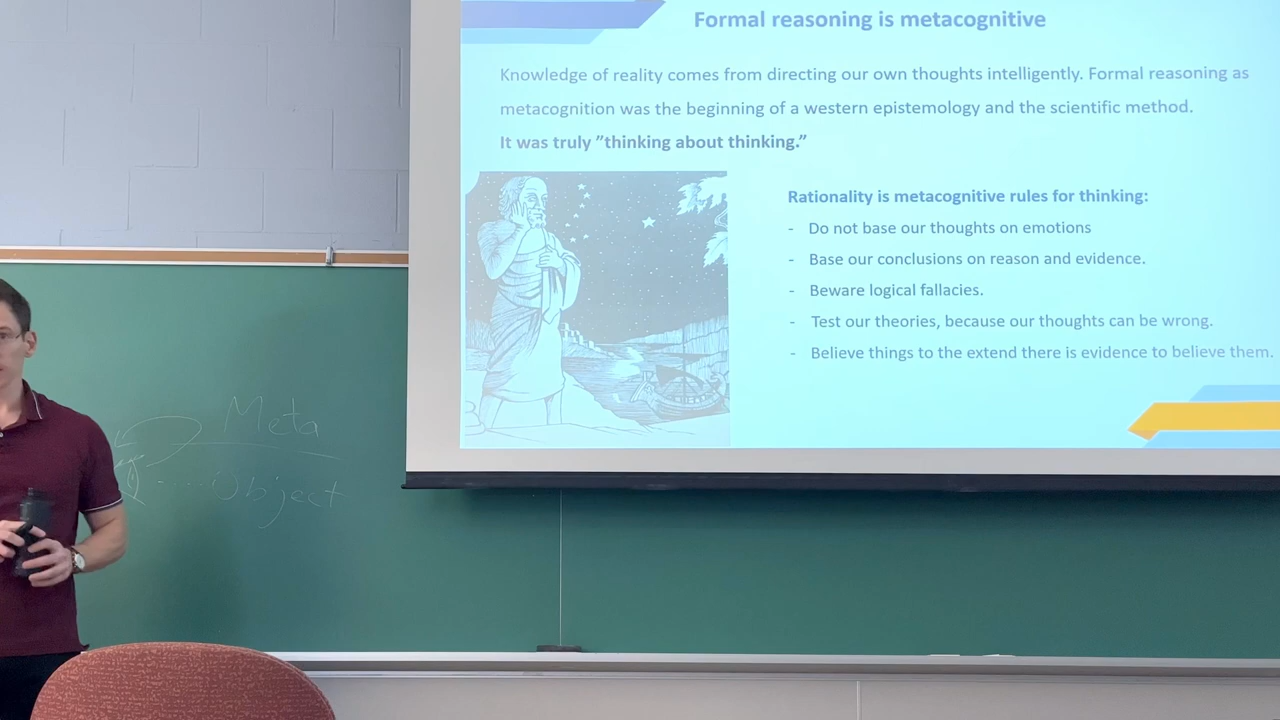 Formal reasoning is metacognitive
Knowledge of reality comes from directing our own thoughts intelligently. Formal reasoning as
metacognition was the beginning of a western epistemology and the scientific method.
It was truly ”thinking about thinking.”
Rationality is metacognitive rules for thinking:
- Do not base our thoughts on emotions
- Base our conclusions on reason and evidence.
- Beware logical fallacies.
- Test our theories, because our thoughts can be wrong.
- Believe things to the extend there is evidence to believe them.
Meta
Object